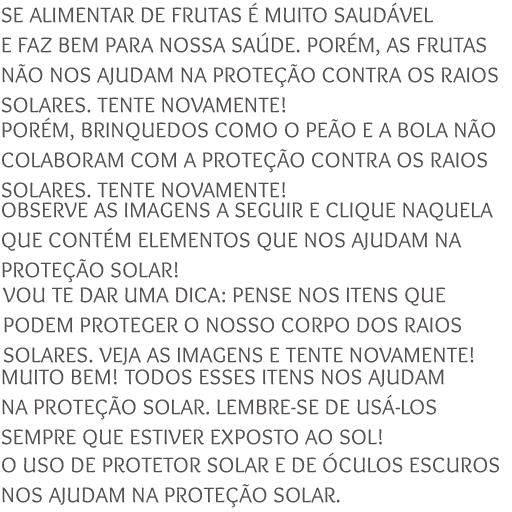 SE ALIMENTAR DE FRUTAS É MUITO SAUDÁVEL
E FAZ BEM PARA NOSSA SAÚDE. PORÉM, AS FRUTAS
NÃO NOS AJUDAM NA PROTEÇÃO CONTRA OS RAIOS
SOLARES. TENTE NOVAMENTE!
PORÉM, BRINQUEDOS COMO O PEÃO E A BOLA NÃO
COLABORAM COM A PROTEÇÃO CONTRA OS RAIOS
SOLARES. TENTE NOVAMENTE!
OBSERVE AS IMAGENS A SEGUIR E CLIQUE NAQUELA
QUE CONTÉM ELEMENTOS QUE NOS AJUDAM NA
PROTEÇÃO SOLAR!
VOU TE DAR UMA DICA: PENSE NOS ITENS QUE
PODEM PROTEGER O NOSSO CORPO DOS RAIOS
SOLARES. VEJA AS IMAGENS E TENTE NOVAMENTE!
MUITO BEM! TODOS ESSES ITENS NOS AJUDAM
NA PROTEÇÃO SOLAR. LEMBRE-SE DE USÁ-LOS
SEMPRE QUE ESTIVER EXPOSTO AO SOL!
O USO DE PROTETOR SOLAR E DE ÓCULOS ESCUROS
NOS AJUDAM NA PROTEÇÃO SOLAR.